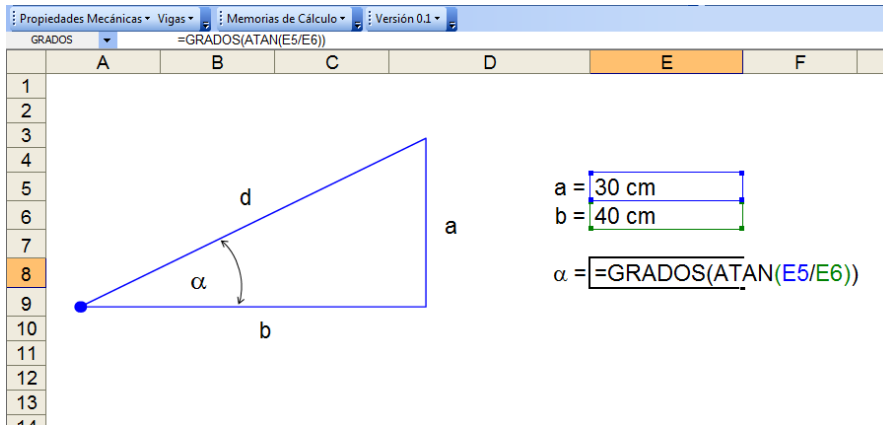 Propiedades Mecánicas Vigas Memorias de Cálculo Versión 0.1
GRADOS =GRADOS(ATAN(E5/E6))
A B C D E F
1
2
3
4
5 a = 30 cm
6 d b = 40 cm
7 a
8 α α = =GRADOS(ATAN(E5/E6))
9
10 b
11
12
13
14